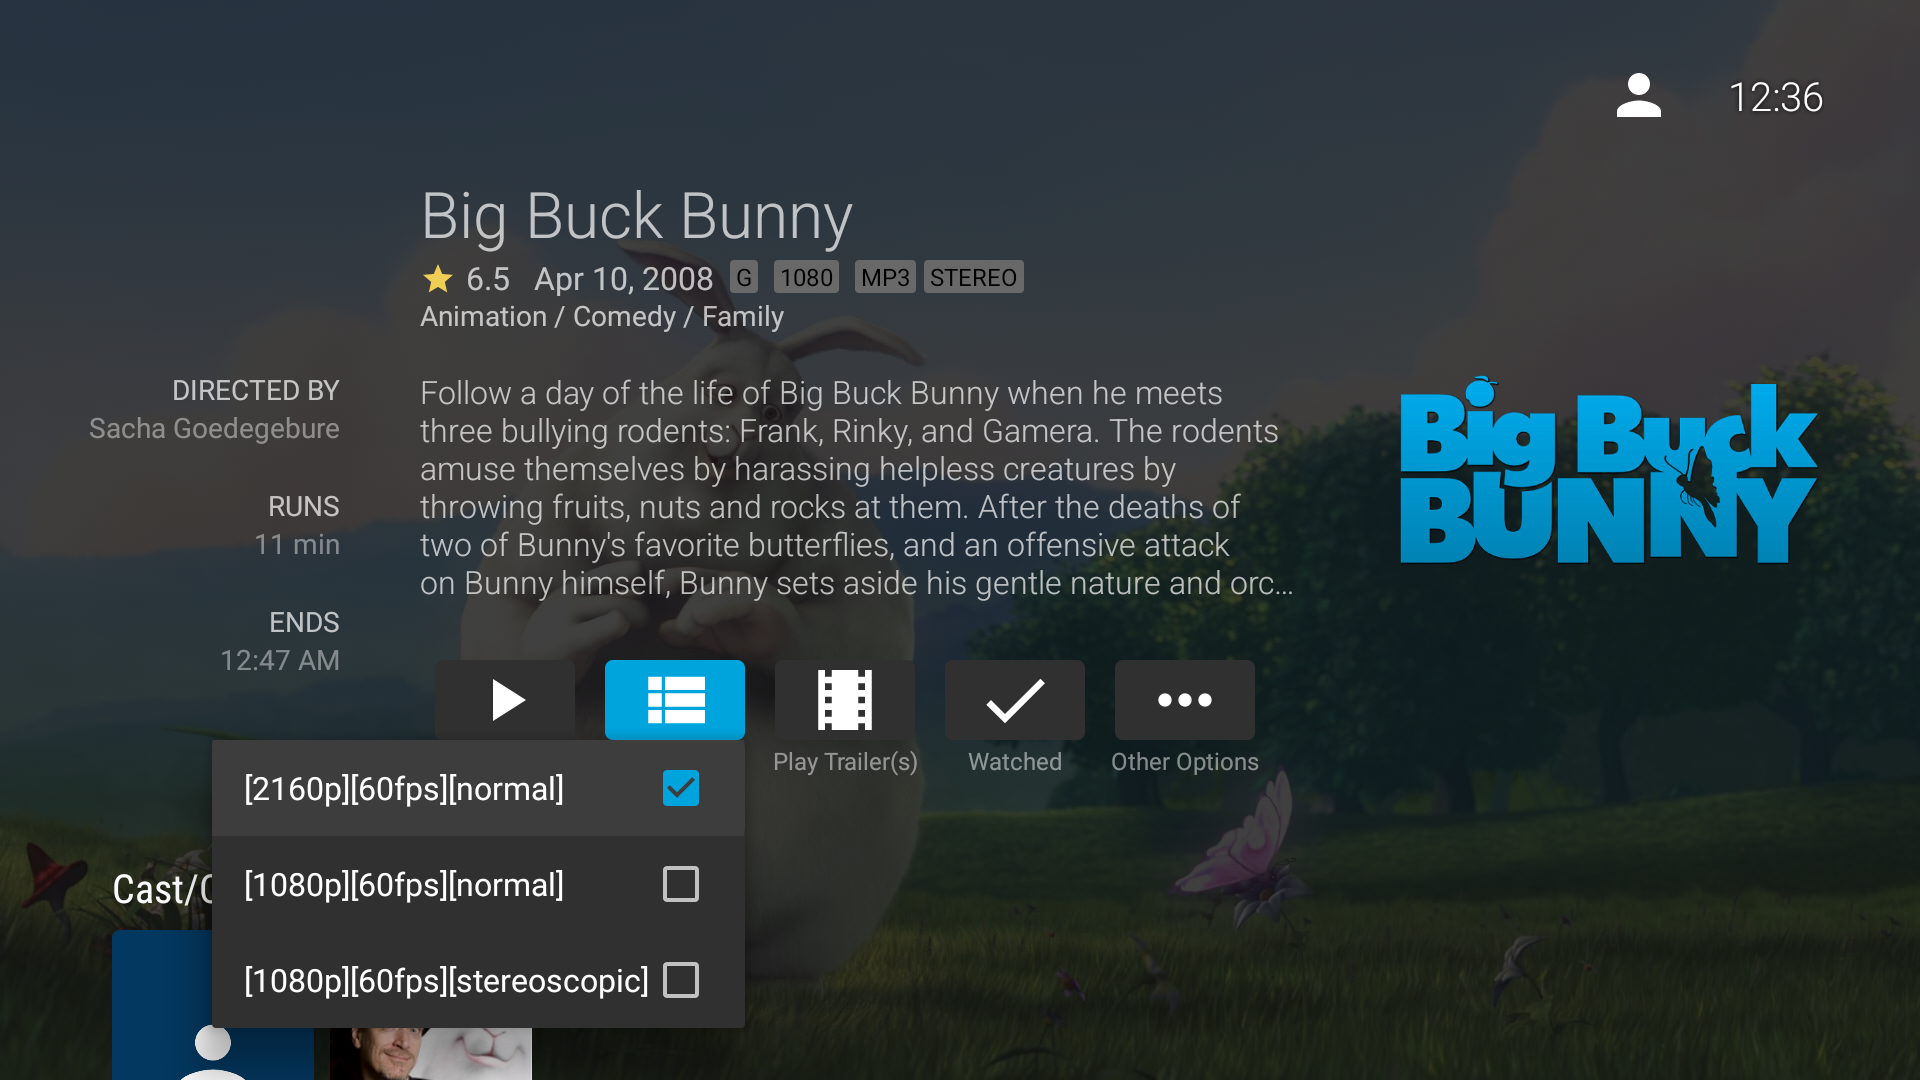 12:36
Big Buck Bunny
6.5 Apr 10, 2008 G 1080 MP3 STEREO
Animation / Comedy / Family
DIRECTED BY
Sacha Goedegebure
RUNS
11 min
ENDS
12:47 AM
Follow a day of the life of Big Buck Bunny when he meets
three bullying rodents: Frank, Rinky, and Gamera. The rodents
amuse themselves by harassing helpless creatures by
throwing fruits, nuts and rocks at them. After the deaths of
two of Bunny's favorite butterflies, and an offensive attack
on Bunny himself, Bunny sets aside his gentle nature and orc...
Big Buck
BUNNY
Play Trailer(s) Watched Other Options
[2160p][60fps][normal]
[1080p][60fps][normal]
[1080p][60fps][stereoscopic]
Cast/